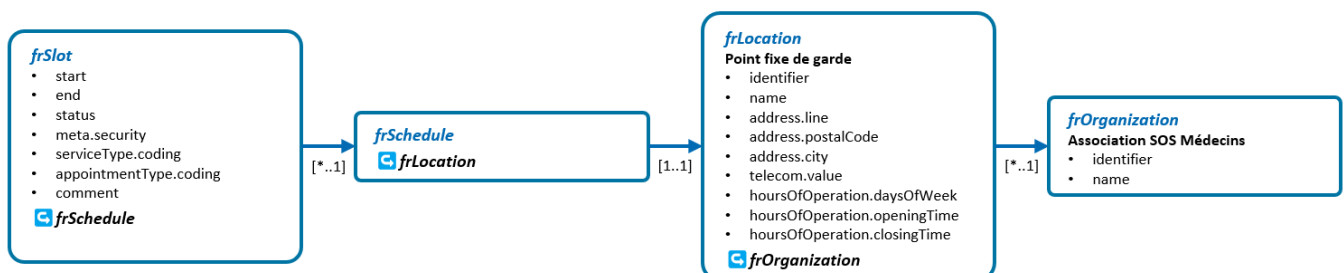 frSlot
• start
• end
• status
• meta.security
• serviceType.coding
• appointmentType.coding
• comment
frSchedule
[*..1]
frSchedule
frLocation
[1..1]
frLocation
Point fixe de garde
• identifier
• name
• address.line
• address.postalCode
• address.city
• telecom.value
• hoursOfOperation.daysOfWeek
• hoursOfOperation.openingTime
• hoursOfOperation.closingTime
frOrganization
[*..1]
frOrganization
Association SOS Médecins
• identifier
• name